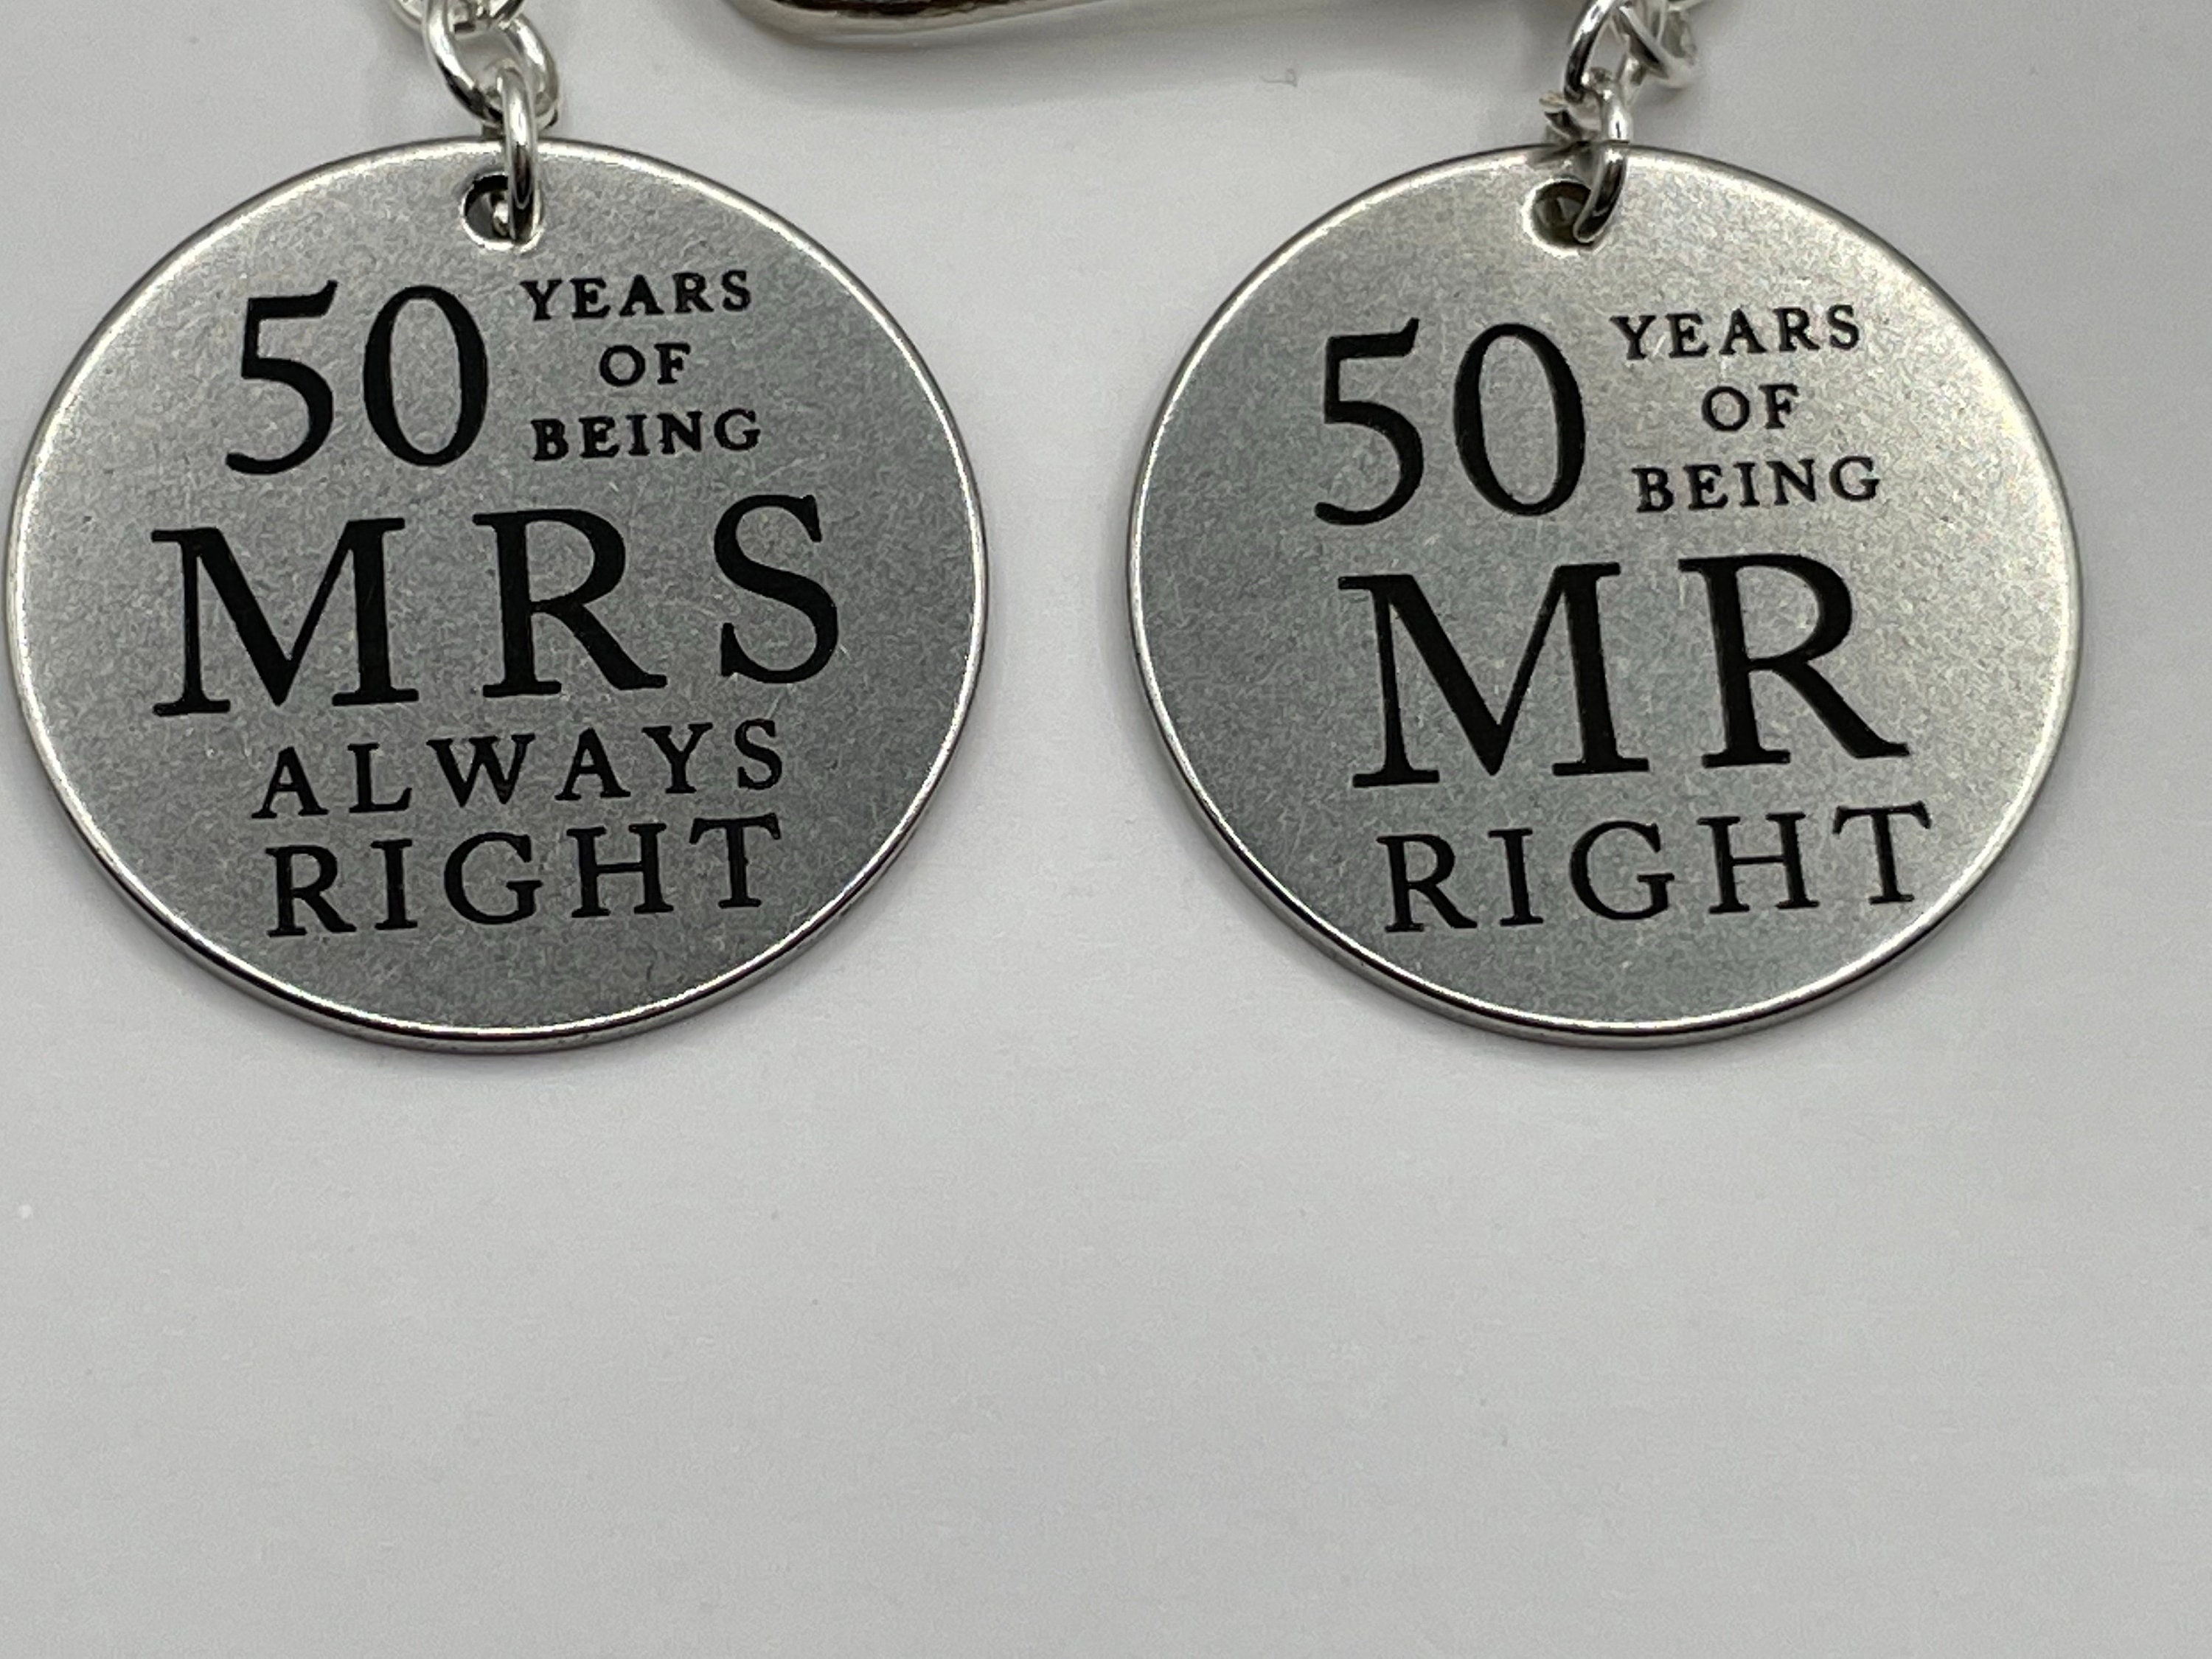 50 YEARS
OF
BEING
MRS
ALWAYS
RIGHT
50 YEARS
OF
BEING
MR
RIGHT